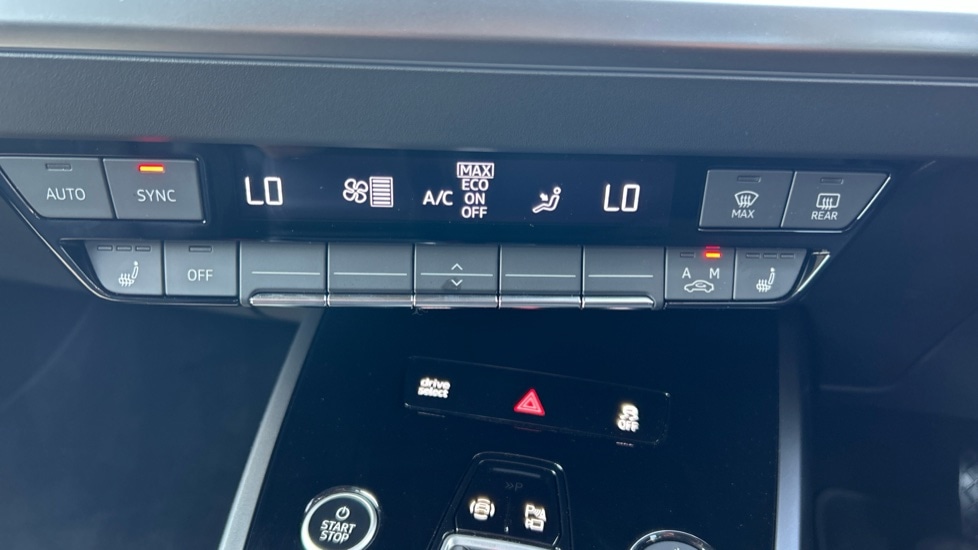 AUTO
SYNC
LO
A/C
MAX
ECO
ON
OFF
LO
MAX
REAR
OFF
A M
drive
select
OFF
P
START
STOP